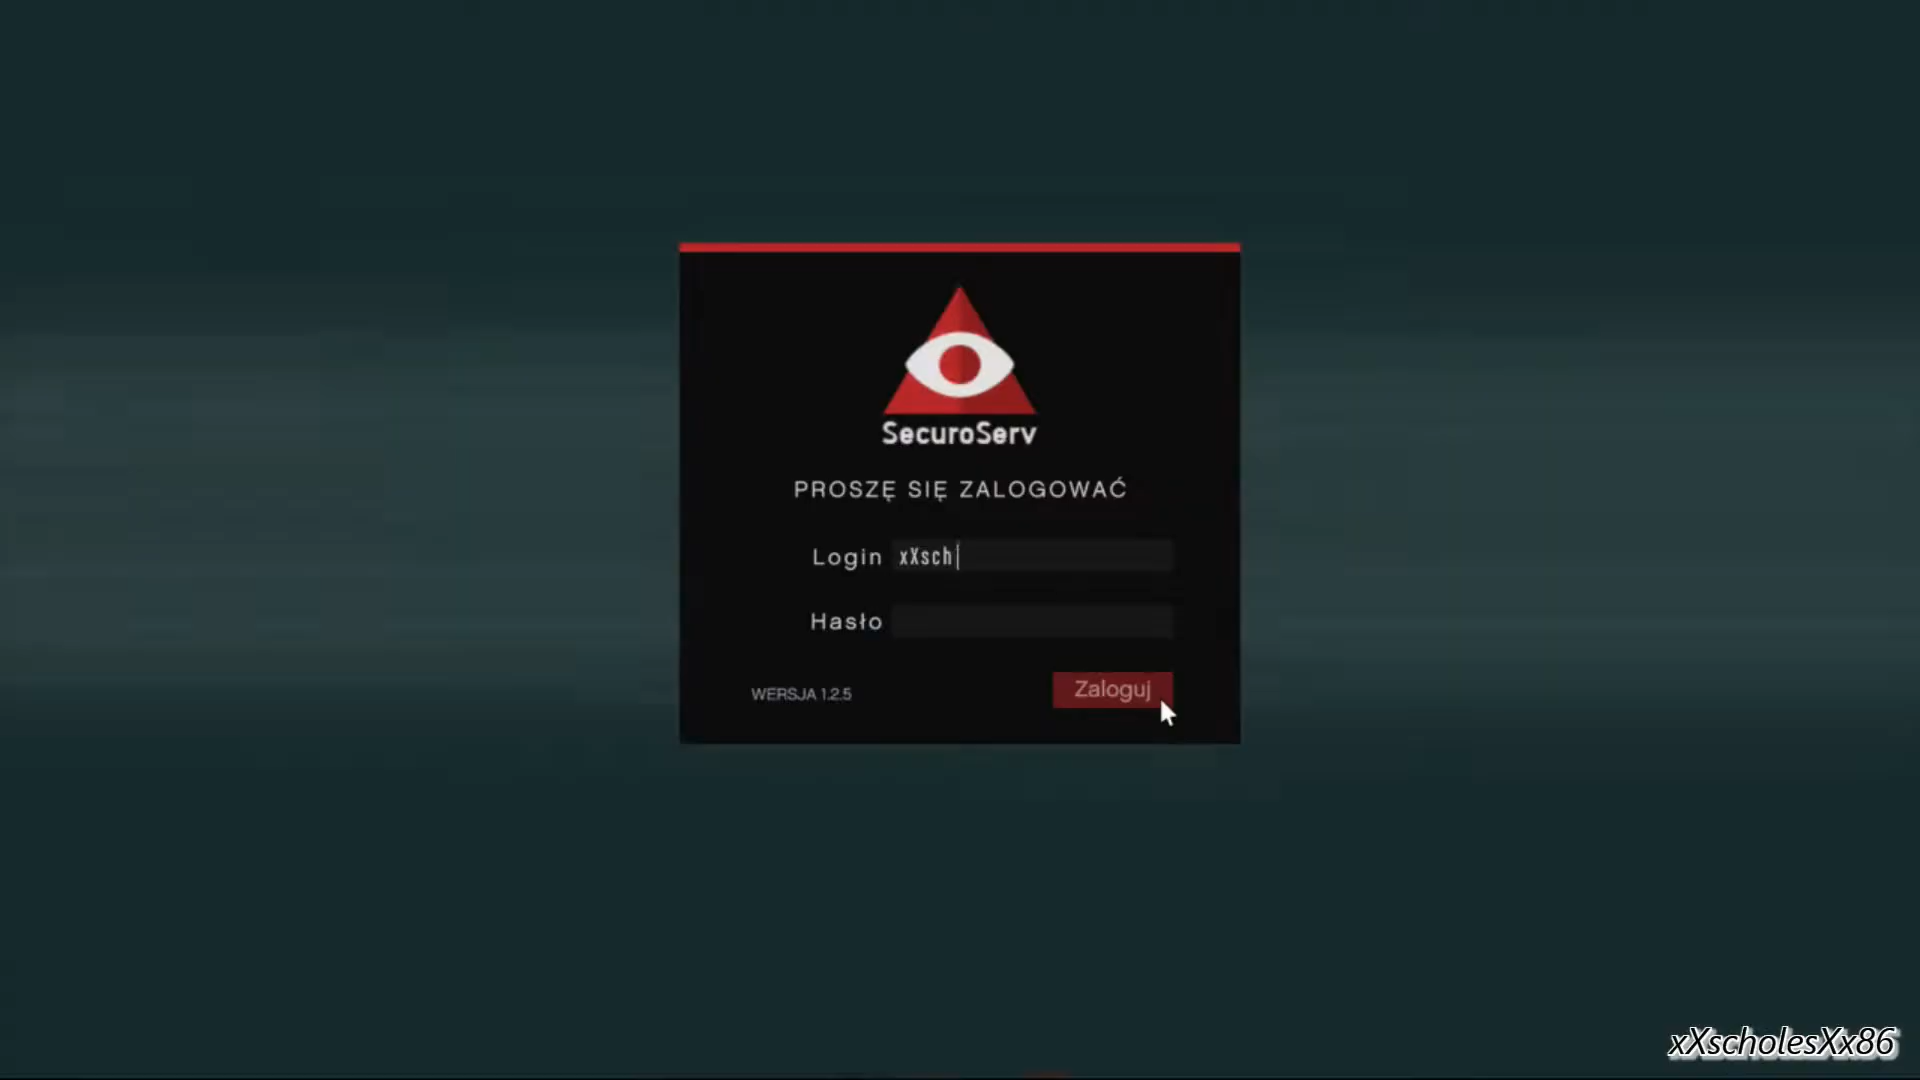 SecuroServ
PROSZĘ SIĘ ZALOGOWAĆ
Login xXsch
Hasło
WERSJA 1.2.5
Zaloguj
xXscholesXx86